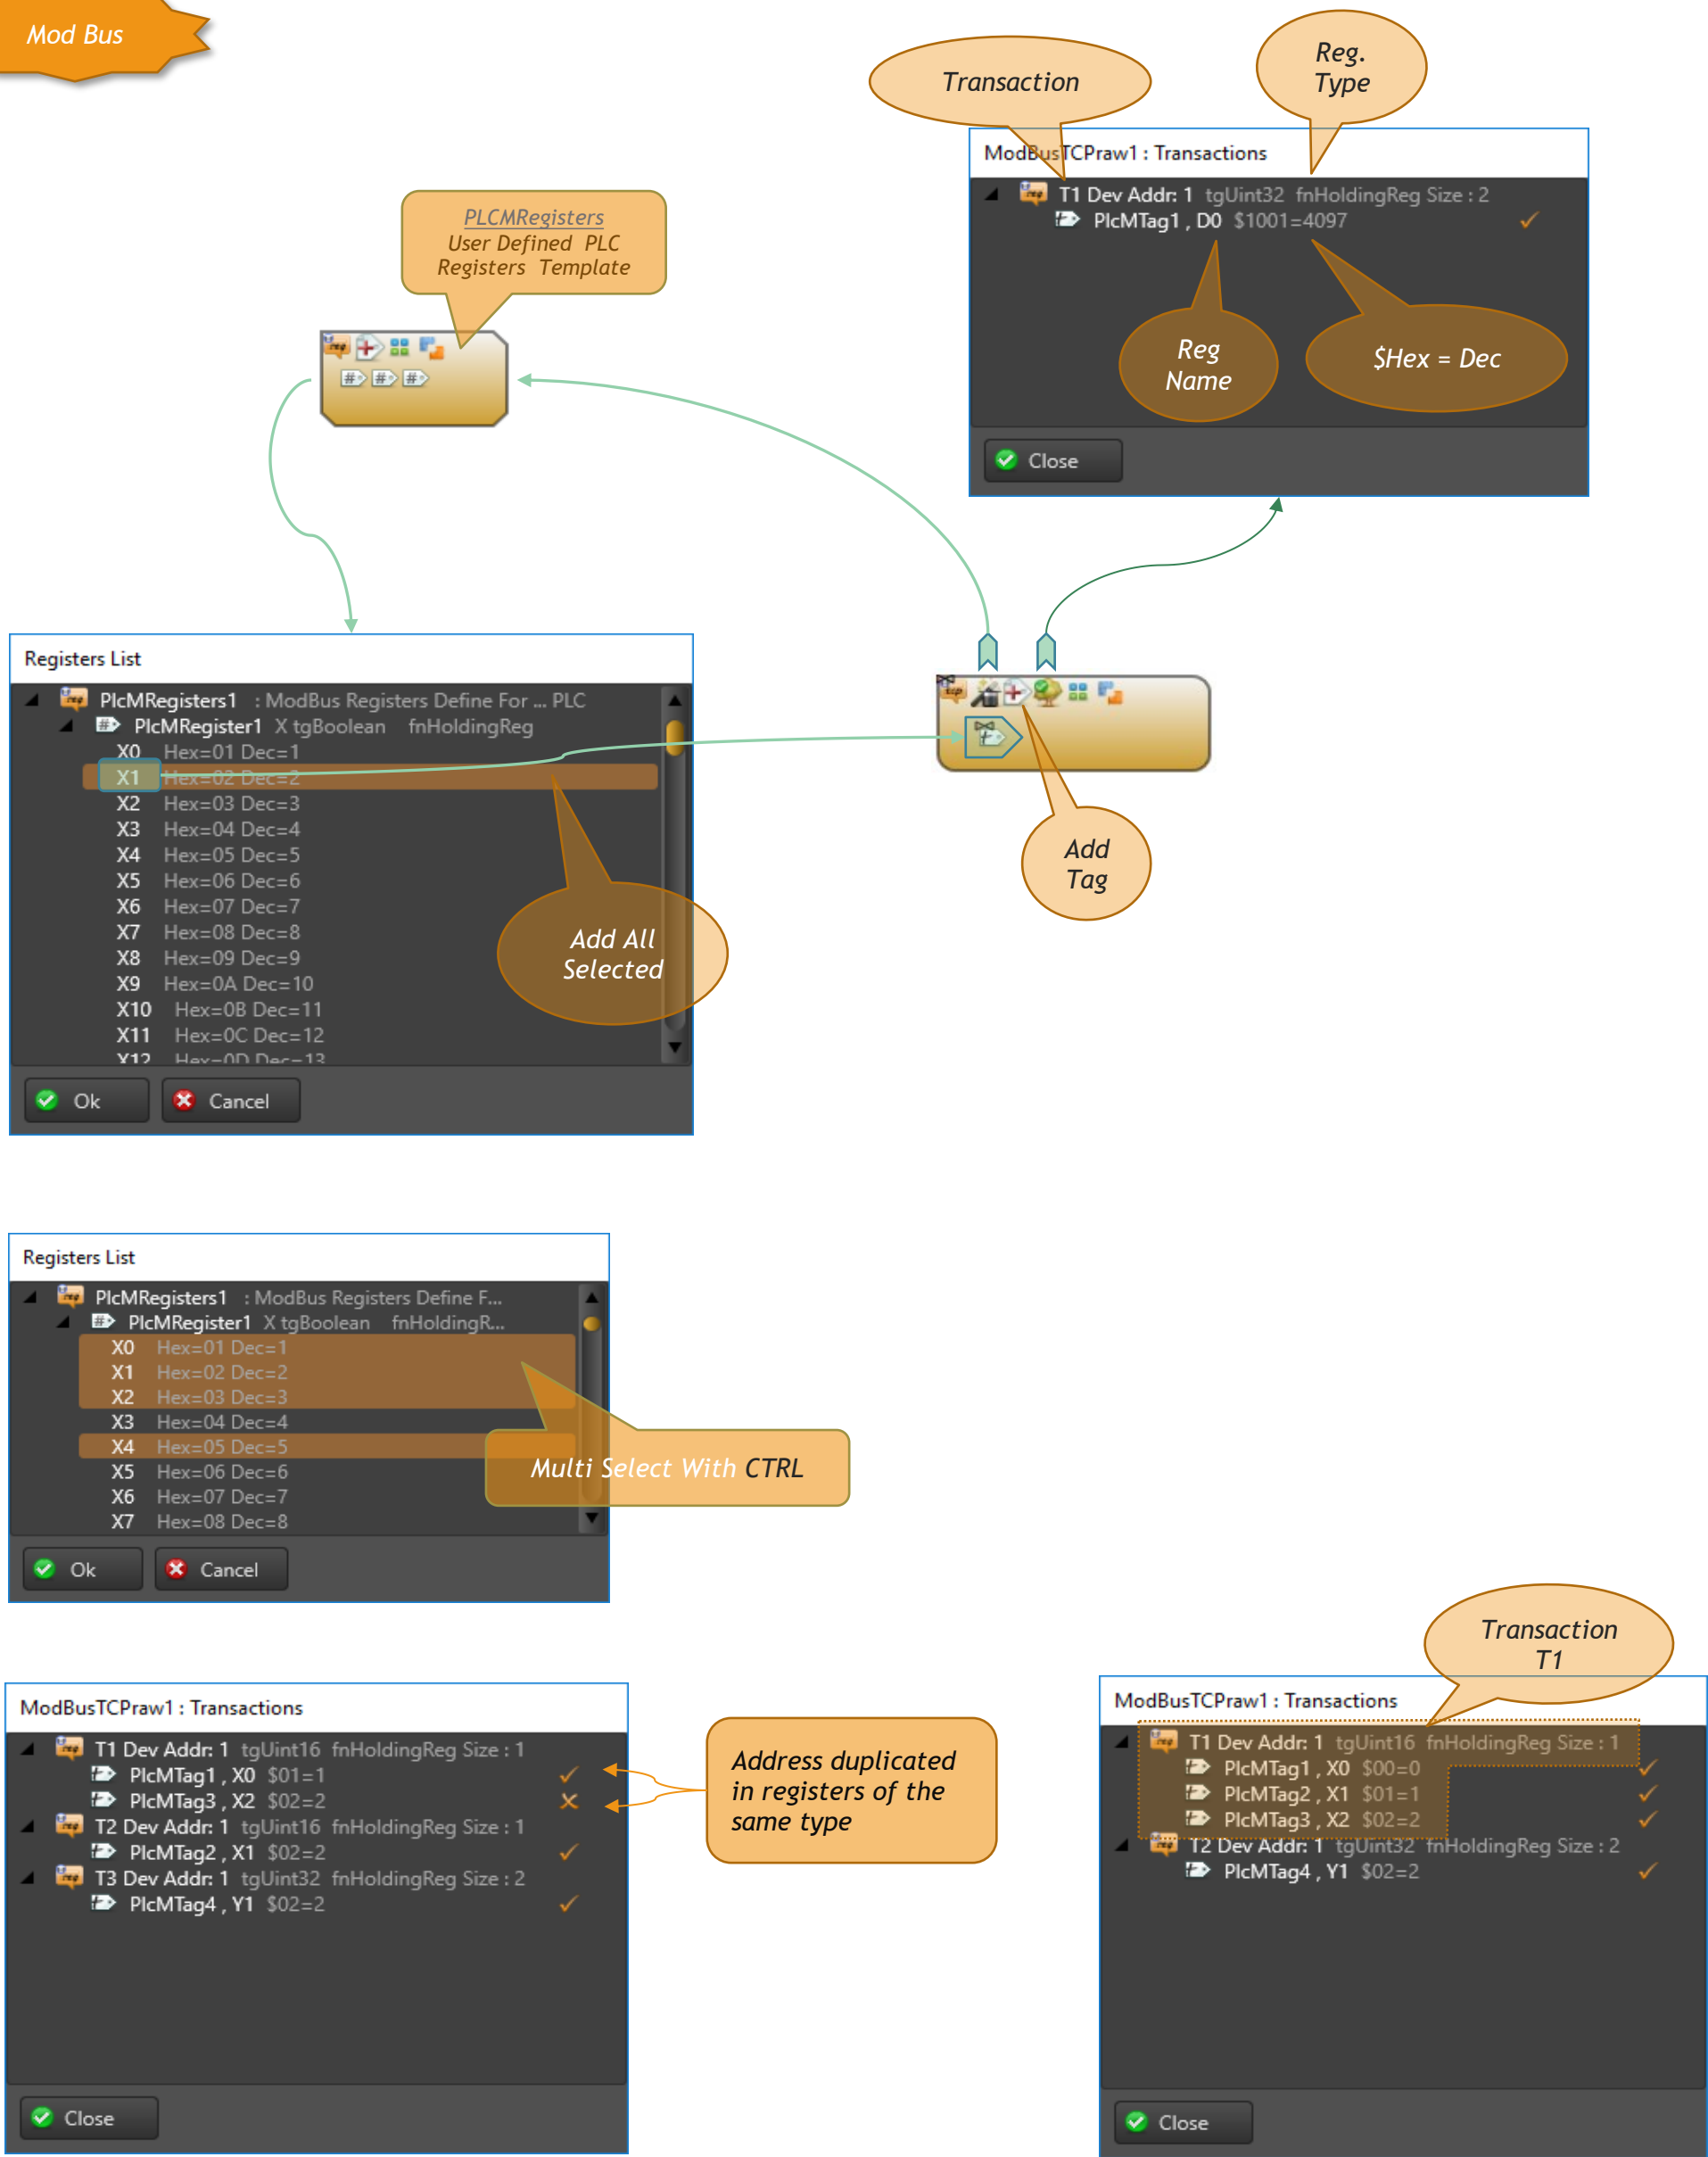 Mod Bus
Transaction
Reg.
Type
ModBusTCPraw1 : Transactions
T1 Dev Addr: 1 tgUint32 fnHoldingReg Size : 2
PlcMTag1 , D0 $1001=4097
Reg
Name
$Hex = Dec
Close
PLCMRegisters
User Defined PLC
Registers Template
Registers List
PlcMRegisters1 : ModBus Registers Define For ... PLC
PlcMRegister1 X tgBoolean fnHoldingReg
X0 Hex=01 Dec=1
X1 Hex=02 Dec=2
X2 Hex=03 Dec=3
X3 Hex=04 Dec=4
X4 Hex=05 Dec=5
X5 Hex=06 Dec=6
X6 Hex=07 Dec=7
X7 Hex=08 Dec=8
X8 Hex=09 Dec=9
X9 Hex=0A Dec=10
X10 Hex=0B Dec=11
X11 Hex=0C Dec=12
X12 Hex=0D Dec=13
Add All
Selected
Ok Cancel
Add
Tag
Registers List
PlcMRegisters1 : ModBus Registers Define F...
PlcMRegister1 X tgBoolean fnHoldingR...
X0 Hex=01 Dec=1
X1 Hex=02 Dec=2
X2 Hex=03 Dec=3
X3 Hex=04 Dec=4
X4 Hex=05 Dec=5
X5 Hex=06 Dec=6
X6 Hex=07 Dec=7
X7 Hex=08 Dec=8
Multi Select With CTRL
Ok Cancel
ModBusTCPraw1 : Transactions
T1 Dev Addr: 1 tgUint16 fnHoldingReg Size : 1
PlcMTag1 , X0 $01=1
PlcMTag3 , X2 $02=2
T2 Dev Addr: 1 tgUint16 fnHoldingReg Size : 1
PlcMTag2 , X1 $02=2
T3 Dev Addr: 1 tgUint32 fnHoldingReg Size : 2
PlcMTag4 , Y1 $02=2
Close
Address duplicated
in registers of the
same type
Transaction
T1
ModBusTCPraw1 : Transactions
T1 Dev Addr: 1 tgUint16 fnHoldingReg Size : 1
PlcMTag1 , X0 $00=0
PlcMTag2 , X1 $01=1
PlcMTag3 , X2 $02=2
T2 Dev Addr: 1 tgUint32 fnHoldingReg Size : 2
PlcMTag4 , Y1 $02=2
Close